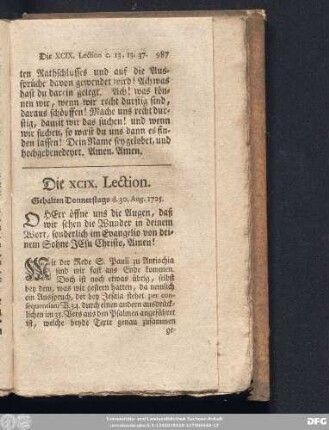 Die XCIX. Lection c. 13, 19. 37. 987
ten Rathschlusses und auf die Aus-
sprüche davon gewendet wird! Ach was
hast du darein gelegt. Ach! was kön-
nen wir, wenn wir recht durstig sind,
daraus schöpffen! Mache uns recht dur-
stig, damit wir das suchen! und wenn
wir suchen, so wirst du uns dann es fin-
den lassen! Dein Name sey gelobet, und
hochgebenedeyet. Amen. Amen.
Die XCIX. Lection.
Gehalten Donnerstags d. 30. Aug. 1725.
O HErr öffne uns die Augen, daß
wir sehen die Wunder in deinem
Wort, sonderlich im Evangelio von dei-
nem Sohne JEsu Christo, Amen!
Mit der Rede S. Pauli zu Antiochia
sind wir fast ans Ende kommen.
Doch ist noch etwas übrig, selbst
bey dem, was wir gestern hatten, da nemlich
ein Ausspruch, der bey Jesaia stehet per con-
sequentiam V. 34. durch einen andern ausdrück-
lichen im 35. Vers aus den Psalmen angeführet
ist, welche beyde Texte genau zusammen
ge-